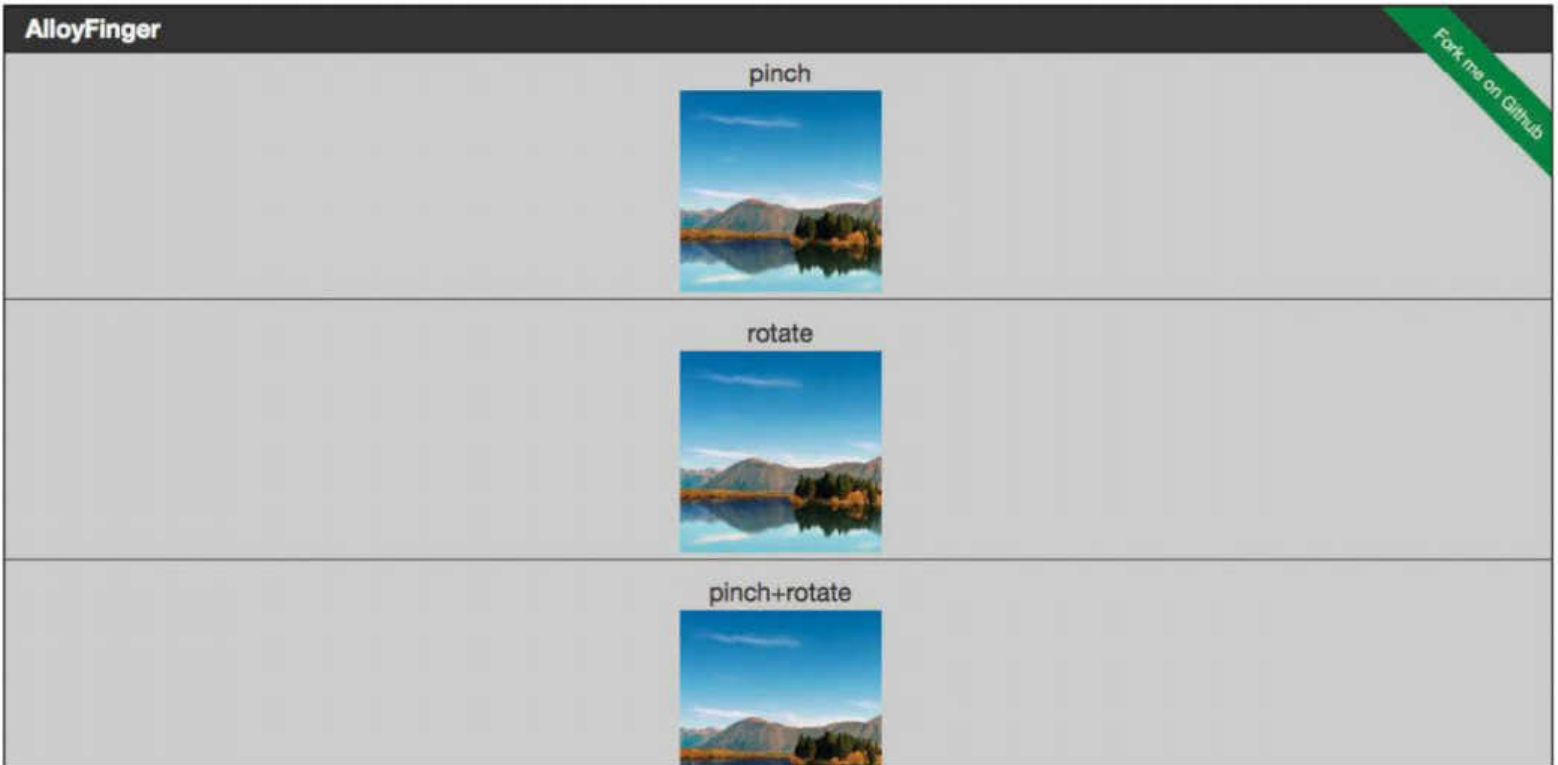 AlloyFinger
Fork me on Github
pinch
rotate
pinch+rotate